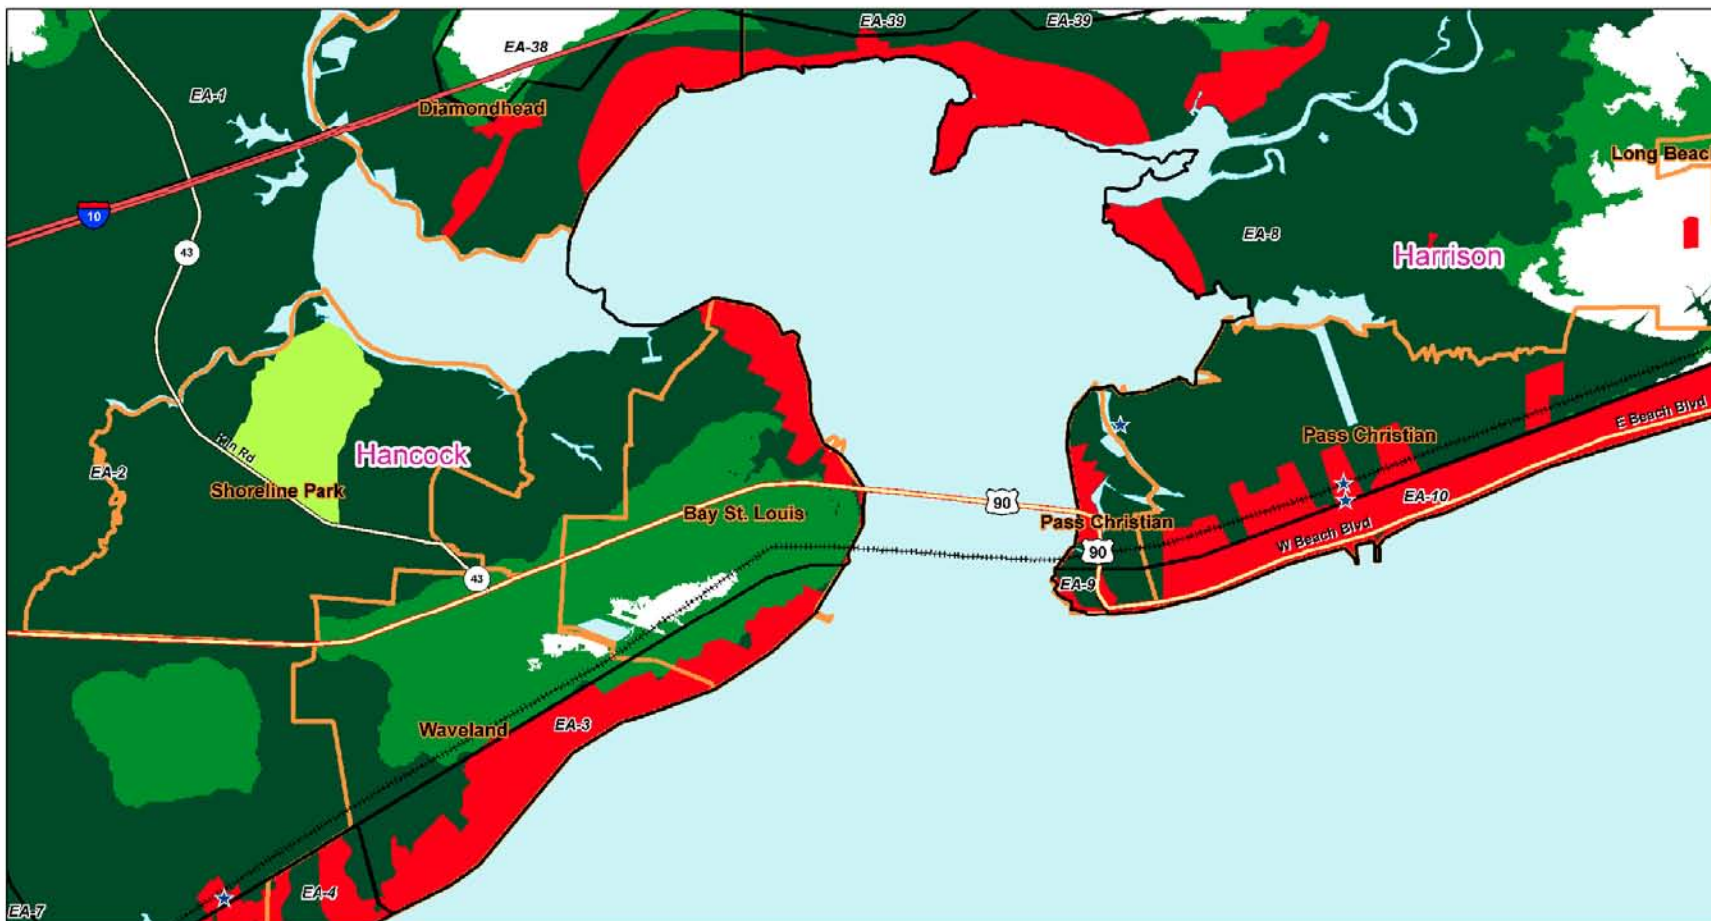 EA-39
EA-39
EA-38
EA-1
Diamondhead
Long Beach
10
43
EA-8
Harrison
Hancock
Kiln Rd
EA-2
Shoreline Park
Bay St. Louis
90
Pass Christian
E Beach Blvd
Pass Christian
EA-10
W Beach Blvd
90
43
EA-9
Waveland
EA-3
EA-4
EA-7